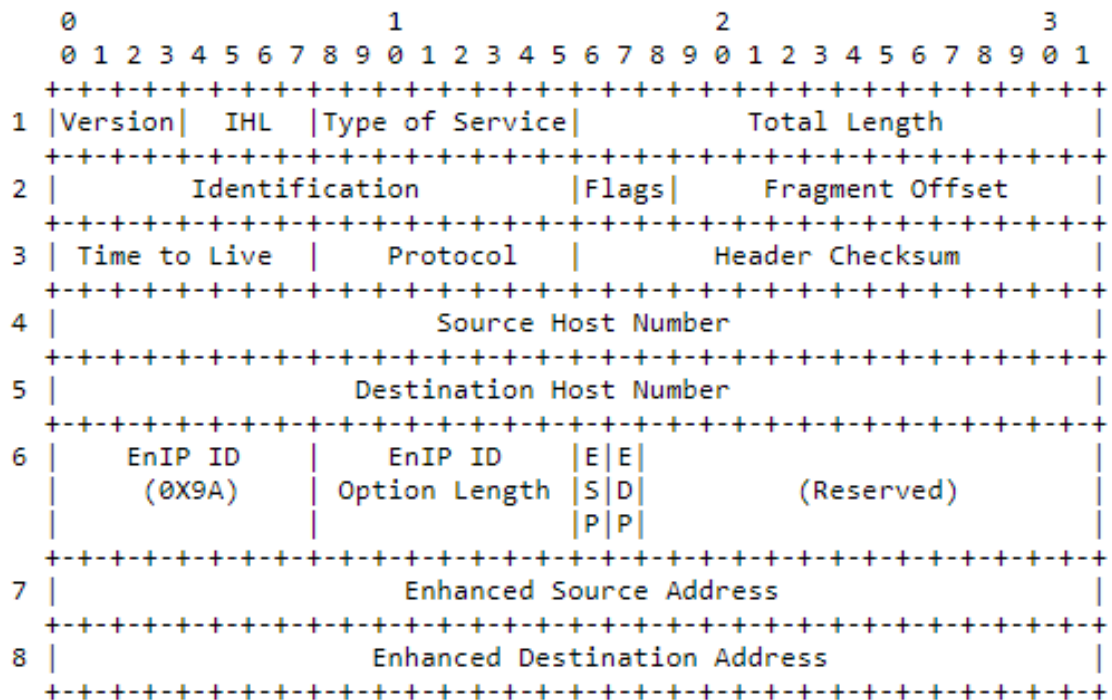 0                   1                   2                   3
0 1 2 3 4 5 6 7 8 9 0 1 2 3 4 5 6 7 8 9 0 1 2 3 4 5 6 7 8 9 0 1
+-+-+-+-+-+-+-+-+-+-+-+-+-+-+-+-+-+-+-+-+-+-+-+-+-+-+-+-+-+-+-+-+
1 |Version|  IHL  |Type of Service|          Total Length         |
+-+-+-+-+-+-+-+-+-+-+-+-+-+-+-+-+-+-+-+-+-+-+-+-+-+-+-+-+-+-+-+-+
2 |        Identification         |Flags|     Fragment Offset     |
+-+-+-+-+-+-+-+-+-+-+-+-+-+-+-+-+-+-+-+-+-+-+-+-+-+-+-+-+-+-+-+-+
3 | Time to Live  |    Protocol   |        Header Checksum        |
+-+-+-+-+-+-+-+-+-+-+-+-+-+-+-+-+-+-+-+-+-+-+-+-+-+-+-+-+-+-+-+-+
4 |                       Source Host Number                      |
+-+-+-+-+-+-+-+-+-+-+-+-+-+-+-+-+-+-+-+-+-+-+-+-+-+-+-+-+-+-+-+-+
5 |                  Destination Host Number                      |
+-+-+-+-+-+-+-+-+-+-+-+-+-+-+-+-+-+-+-+-+-+-+-+-+-+-+-+-+-+-+-+-+
6 |    EnIP ID    |    EnIP ID    |E|E|                           |
|     (0X9A)    | Option Length |S|D|         (Reserved)        |
|               |               |P|P|                           |
+-+-+-+-+-+-+-+-+-+-+-+-+-+-+-+-+-+-+-+-+-+-+-+-+-+-+-+-+-+-+-+-+
7 |                     Enhanced Source Address                   |
+-+-+-+-+-+-+-+-+-+-+-+-+-+-+-+-+-+-+-+-+-+-+-+-+-+-+-+-+-+-+-+-+
8 |                   Enhanced Destination Address                |
+-+-+-+-+-+-+-+-+-+-+-+-+-+-+-+-+-+-+-+-+-+-+-+-+-+-+-+-+-+-+-+-+